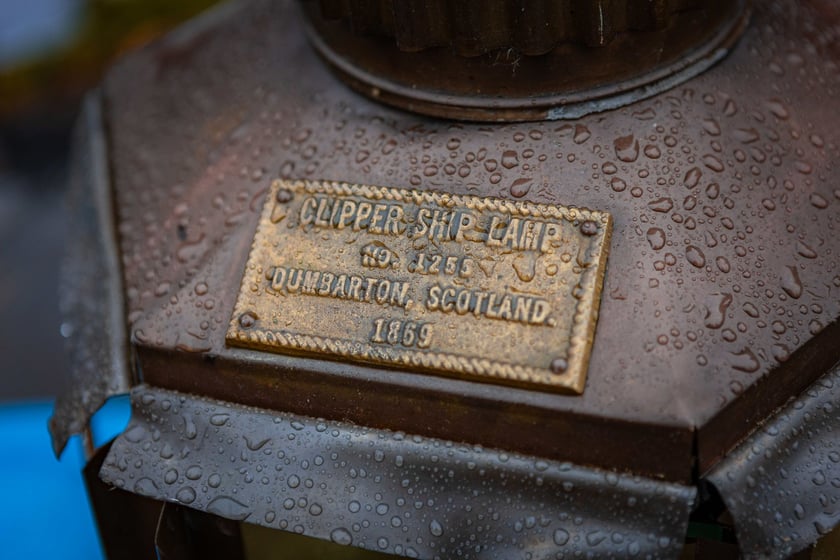 CLIPPER SHIP LAMP
NO. 1255
DUMBARTON, SCOTLAND.
1869